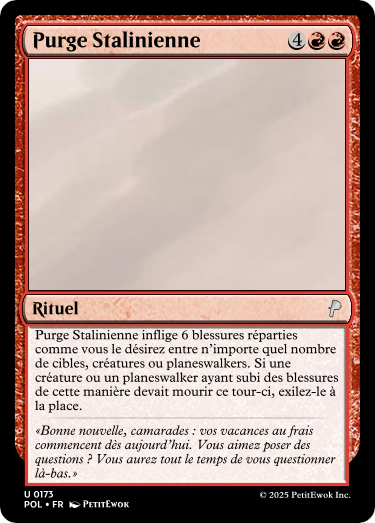 Purge Stalinienne 4
Rituel
Purge Stalinienne inflige 6 blessures réparties
comme vous le désirez entre n'importe quel nombre
de cibles, créatures ou planeswalkers. Si une
créature ou un planeswalker ayant subi des blessures
de cette manière devait mourir ce tour-ci, exilez-le à
la place.
«Bonne nouvelle, camarades : vos vacances au frais
commencent dès aujourd'hui. Vous aimez poser des
questions ? Vous aurez tout le temps de vous questionner
là-bas.»
U 0173
POL • FR PETITEWOK
© 2025 PetitEwok Inc.